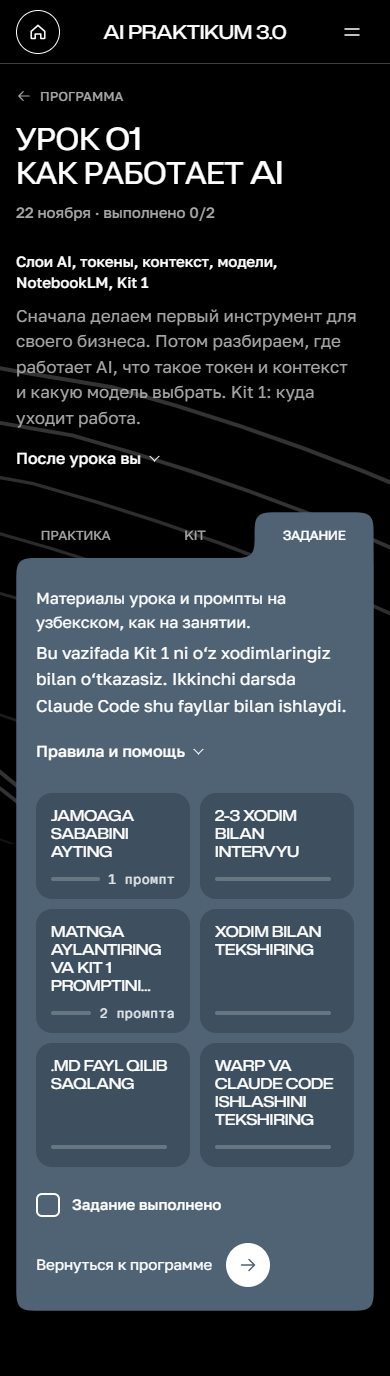 AI PRAKTIKUM 3.0
ПРОГРАММА
УРОК 01
КАК РАБОТАЕТ AI
22 ноября · выполнено 0/2
Слои AI, токены, контекст, модели,
NotebookLM, Kit 1
Сначала делаем первый инструмент для
своего бизнеса. Потом разбираем, где
работает AI, что такое токен и контекст
и какую модель выбрать. Kit 1: куда
уходит работа.
После урока вы
ПРАКТИКА
KIT
ЗАДАНИЕ
Материалы урока и промпты на
узбекском, как на занятии.
Bu vazifada Kit 1 ni oʻz xodimlaringiz
bilan oʻtkazasiz. Ikkinchi darsda
Claude Code shu fayllar bilan ishlaydi.
Правила и помощь
JAMOAGA
SABABINI
AYTING
1 промпт
2-3 XODIM
BILAN
INTERVYU
MATNGA
AYLANTIRING
VA KIT 1
PROMPTINI...
2 промпта
XODIM BILAN
TEKSHIRING
.MD FAYL QILIB
SAQLANG
WARP VA
CLAUDE CODE
ISHLASHINI
TEKSHIRING
Задание выполнено
Вернуться к программе